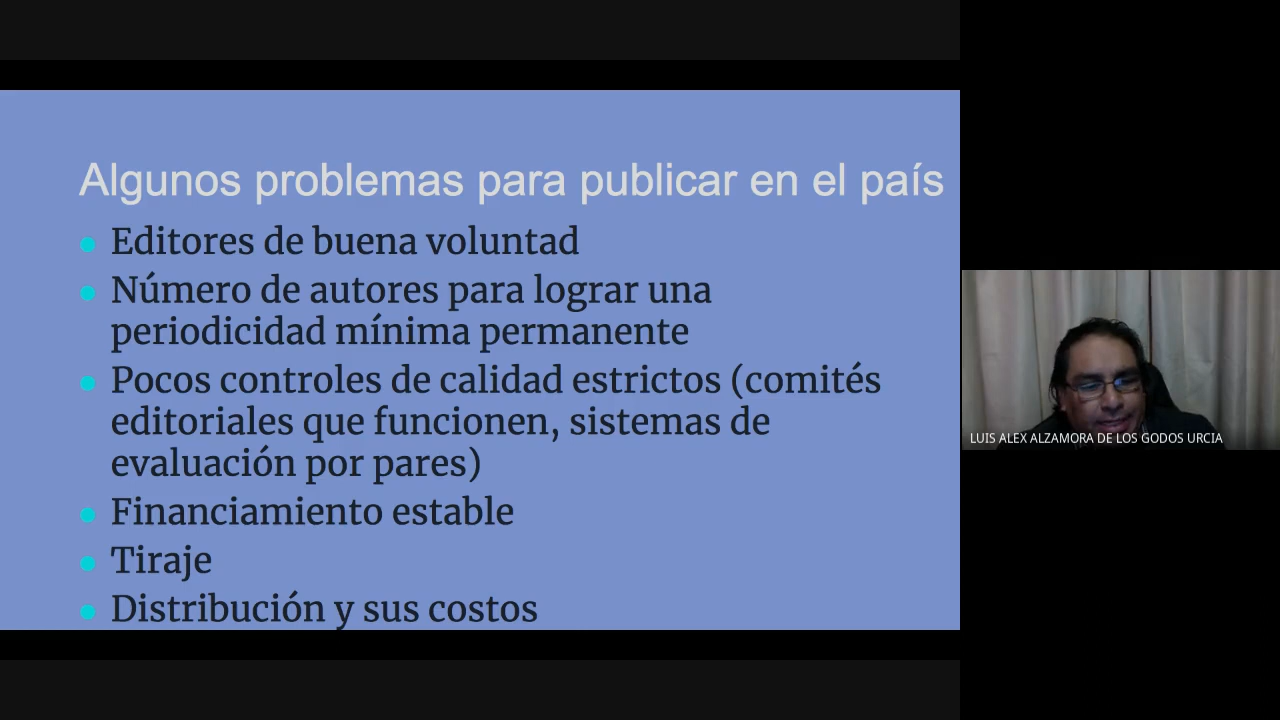 Algunos problemas para publicar en el país
Editores de buena voluntad
Número de autores para lograr una
periodicidad mínima permanente
Pocos controles de calidad estrictos (comités
editoriales que funcionen, sistemas de
evaluación por pares)
Financiamiento estable
Tiraje
Distribución y sus costos
LUIS ALEX ALZAMORA DE LOS GODOS URCIA